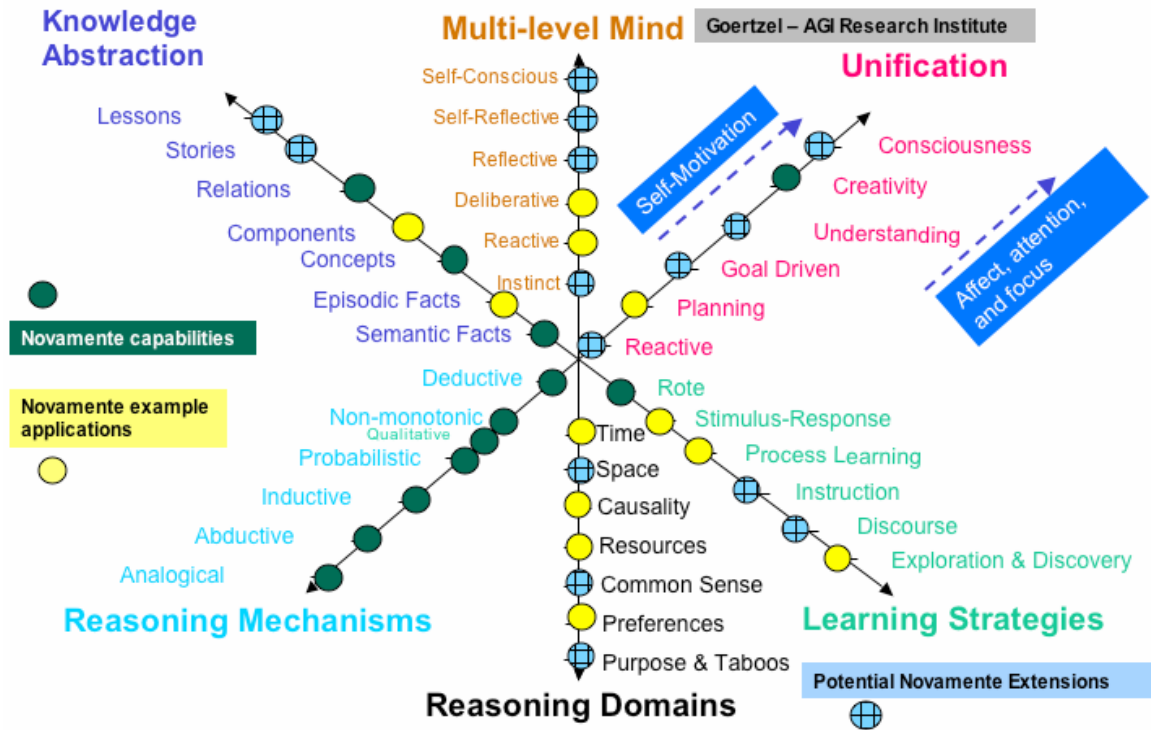 Knowledge
Abstraction
Multi-level Mind
Goertzel – AGI Research Institute
Unification
Self-Conscious
Self-Reflective
Reflective
Deliberative
Reactive
Instinct
Lessons
Stories
Relations
Components
Concepts
Episodic Facts
Semantic Facts
Self-Motivation
Consciousness
Creativity
Understanding
Goal Driven
Planning
Reactive
Affect, attention,
and focus
Novamente capabilities
Novamente example
applications
Deductive
Non-monotonic
Qualitative
Probabilistic
Inductive
Abductive
Analogical
Reasoning Mechanisms
Time
Space
Causality
Resources
Common Sense
Preferences
Purpose & Taboos
Reasoning Domains
Rote
Stimulus-Response
Process Learning
Instruction
Discourse
Exploration & Discovery
Learning Strategies
Potential Novamente Extensions